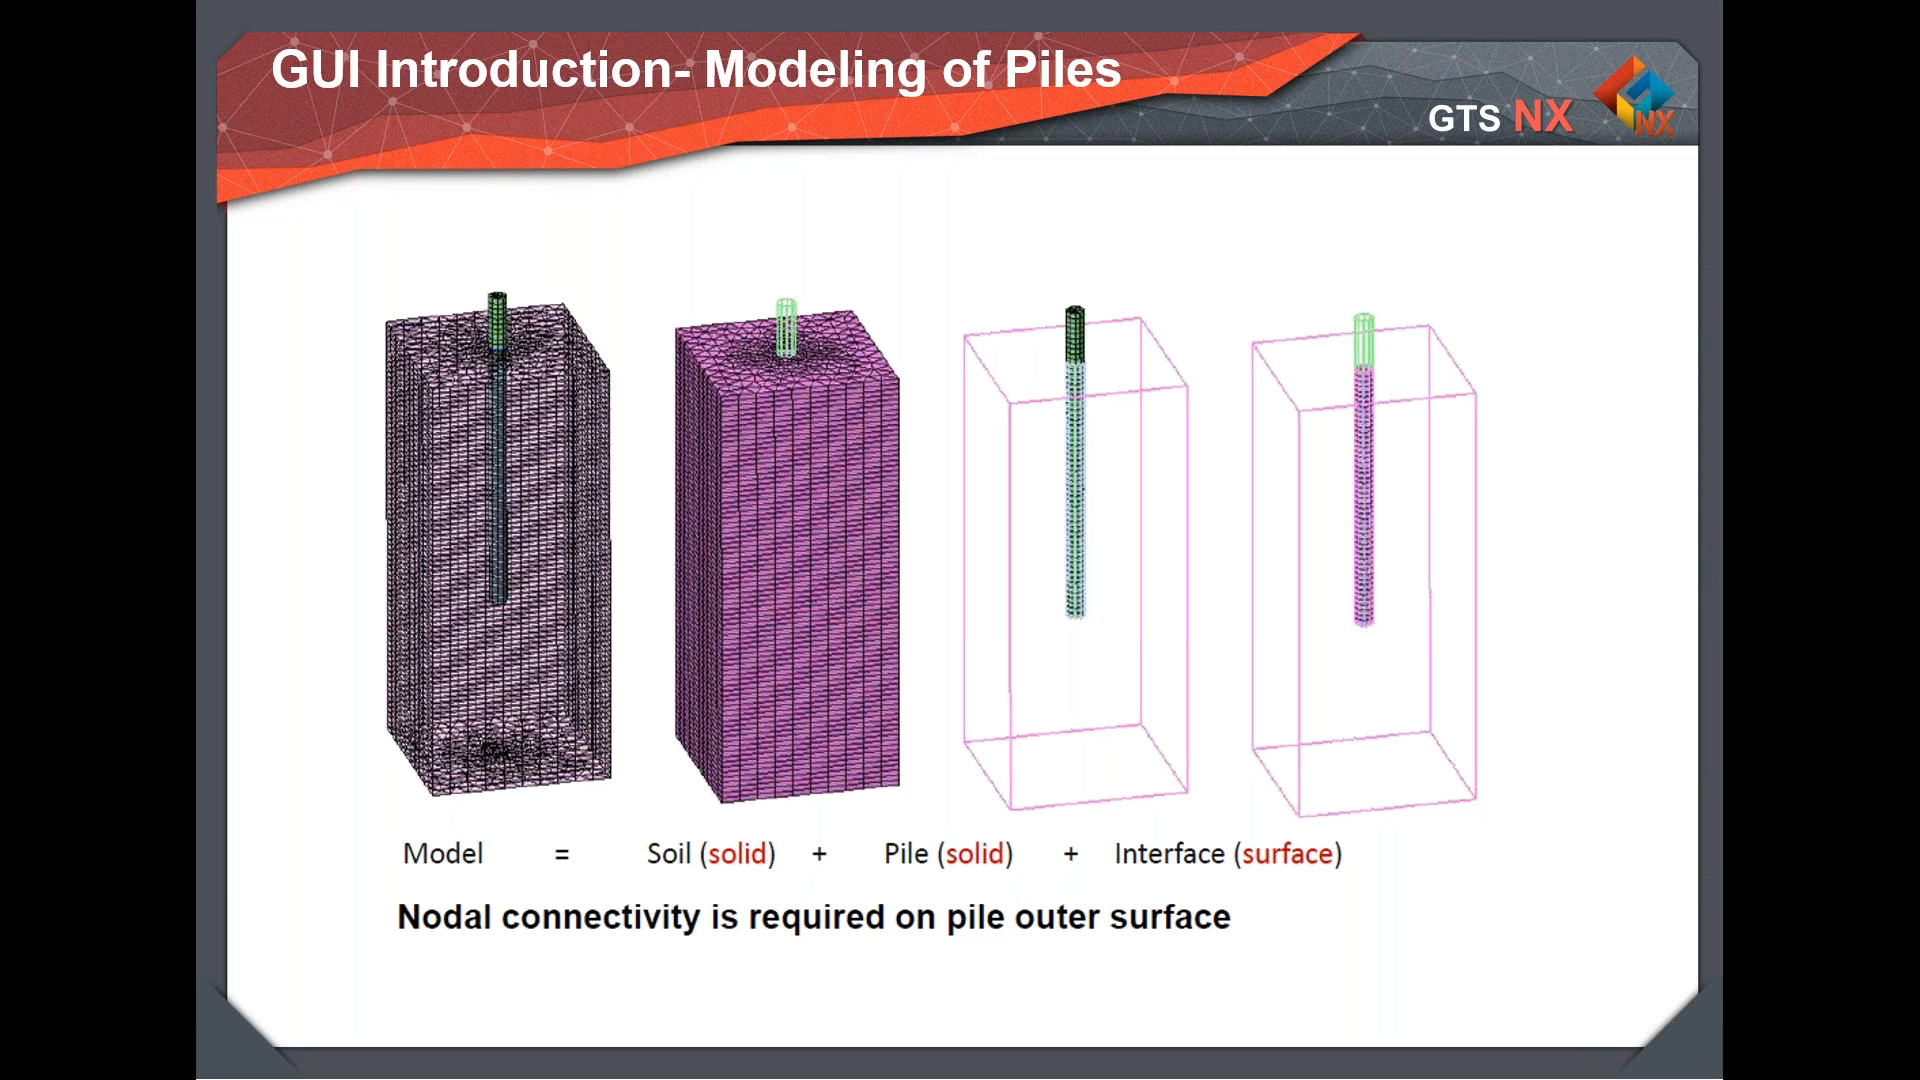 GUI Introduction- Modeling of Piles
GTS NX
NX
Model = Soil (solid) + Pile (solid) + Interface (surface)
Nodal connectivity is required on pile outer surface